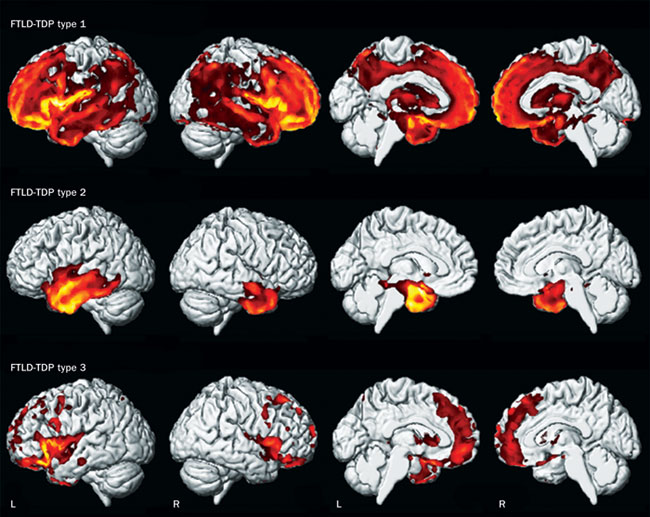 FTLD-TDP type 1
FTLD-TDP type 2
FTLD-TDP type 3
L R L R